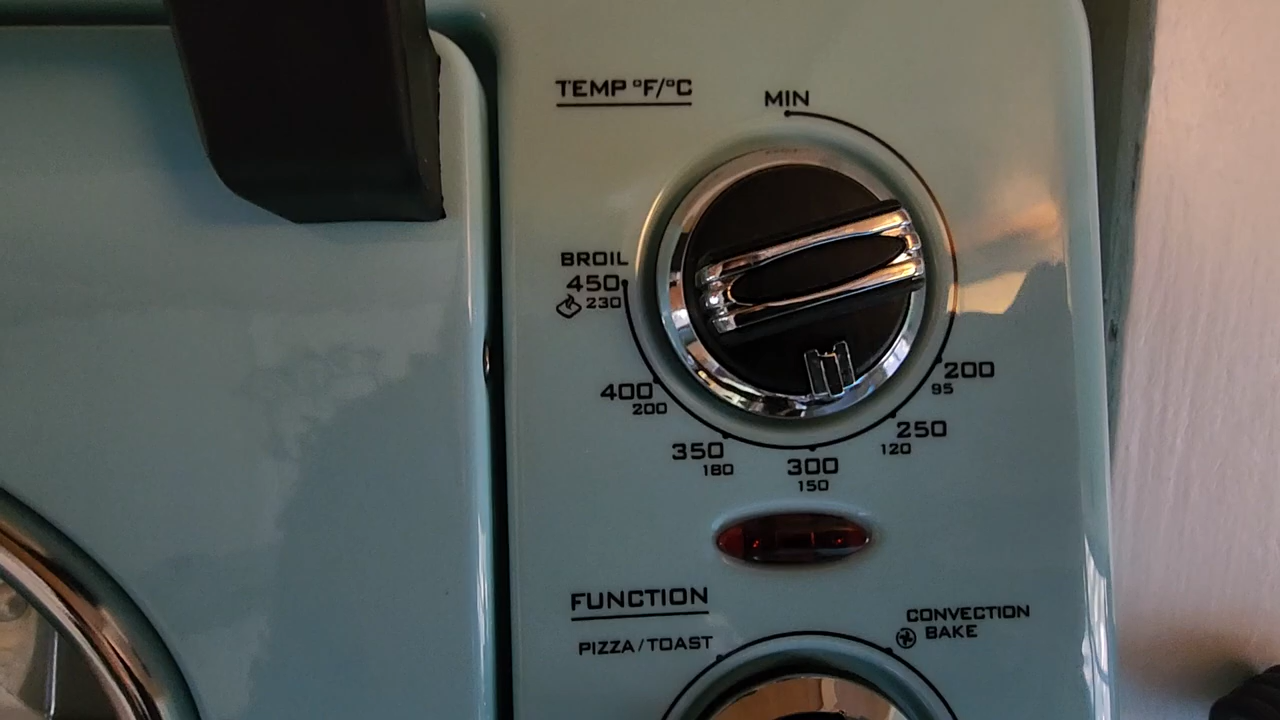 TEMP °F/°C
MIN
BROIL
450
230
200
95
400
200
250
120
350
180
300
150
FUNCTION
CONVECTION
BAKE
PIZZA/TOAST